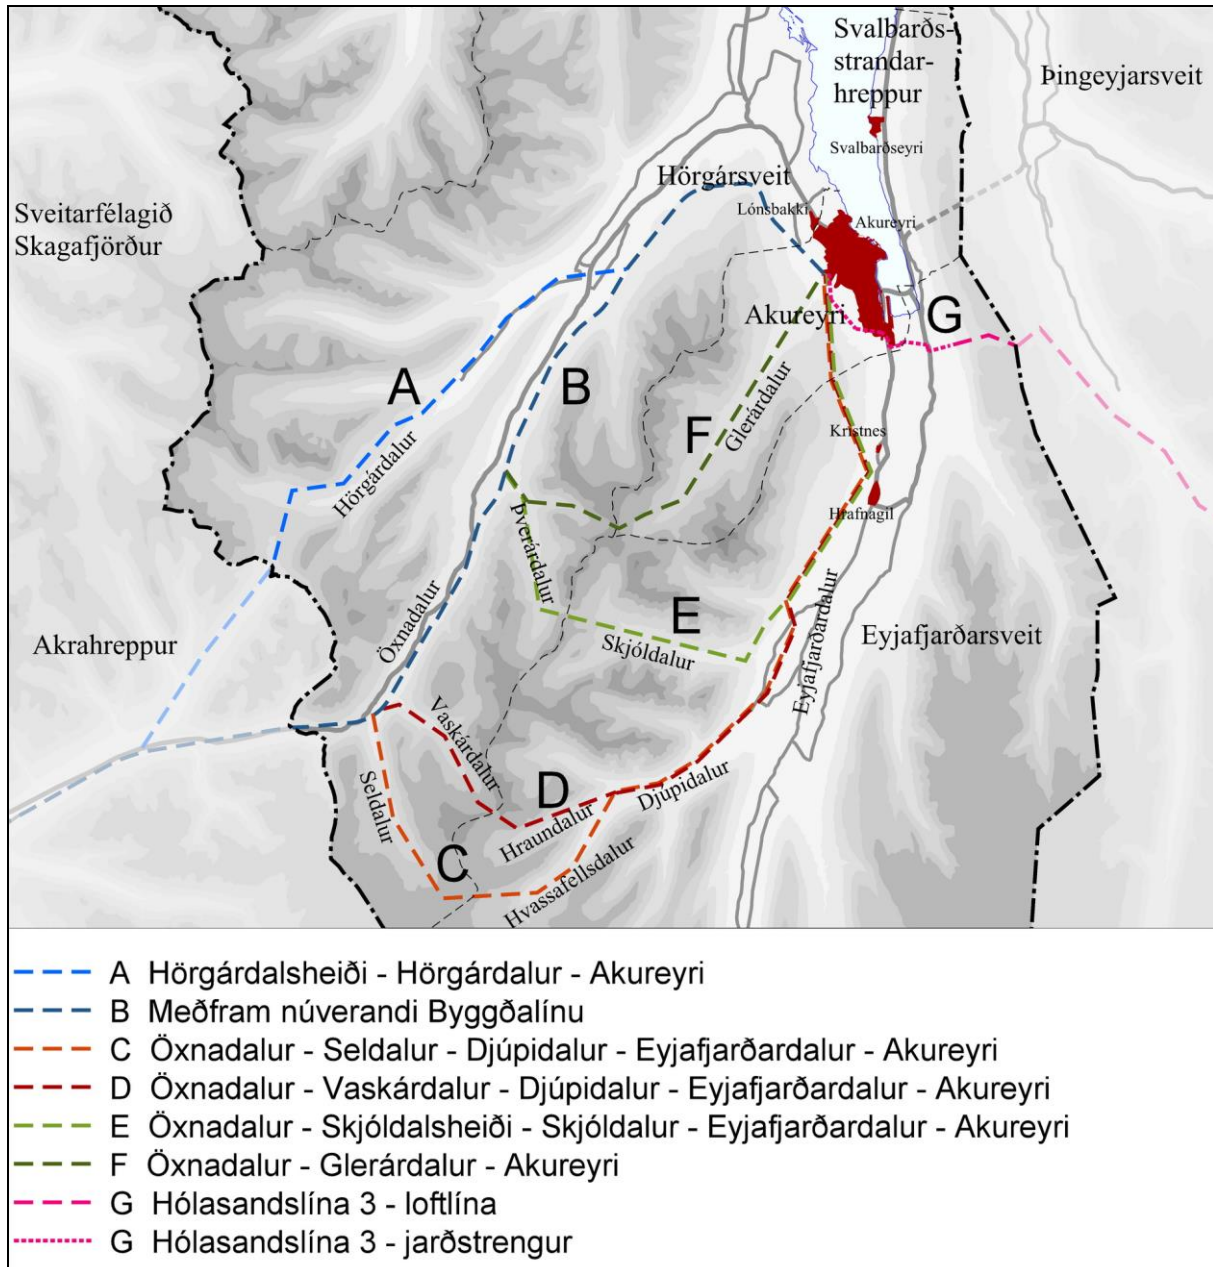 Svalbarðs-
strandar-
hreppur
Þingeyjarsveit
Svalbarðseyri
Hörgársveit
Sveitarfélagið
Skagafjörður
Lónsbakki
Akureyri
Akureyri
G
A
B
F
Glerárdalur
Kristnes
Hörgárdalur
Hrafnagil
Þverárdalur
Öxnadalur
E
Skjóldalur
Eyjafjarðardalur
Eyjafjarðarsveit
Akrahreppur
Vaskárdalur
Seldalur
D
Djúpidalur
Hraundalur
C
Hvassafellsdalur
A Hörgárdalsheiði - Hörgárdalur - Akureyri
B Meðfram núverandi Byggðalínu
C Öxnadalur - Seldalur - Djúpidalur - Eyjafjarðardalur - Akureyri
D Öxnadalur - Vaskárdalur - Djúpidalur - Eyjafjarðardalur - Akureyri
E Öxnadalur - Skjóldalsheiði - Skjóldalur - Eyjafjarðardalur - Akureyri
F Öxnadalur - Glerárdalur - Akureyri
G Hólasandslína 3 - loftlína
G Hólasandslína 3 - jarðstrengur